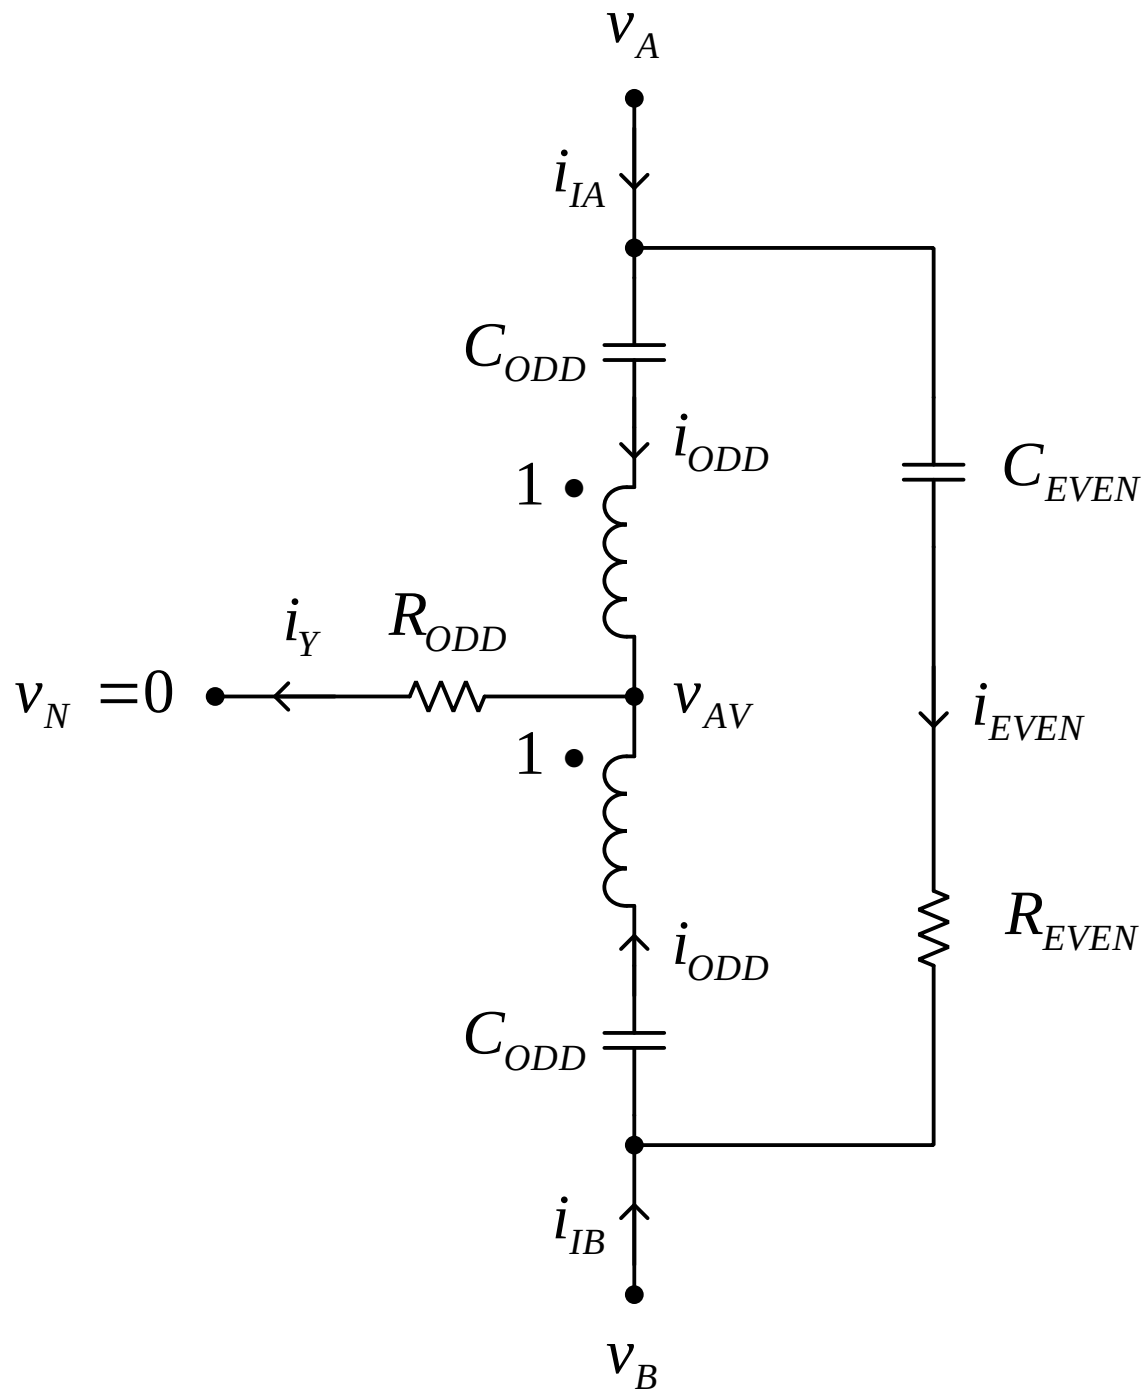 v_A
i_IA
C_ODD
i_ODD
C_EVEN
1
i_Y R_ODD
v_N =0
v_AV
i_EVEN
1
R_EVEN
i_ODD
C_ODD
i_IB
v_B